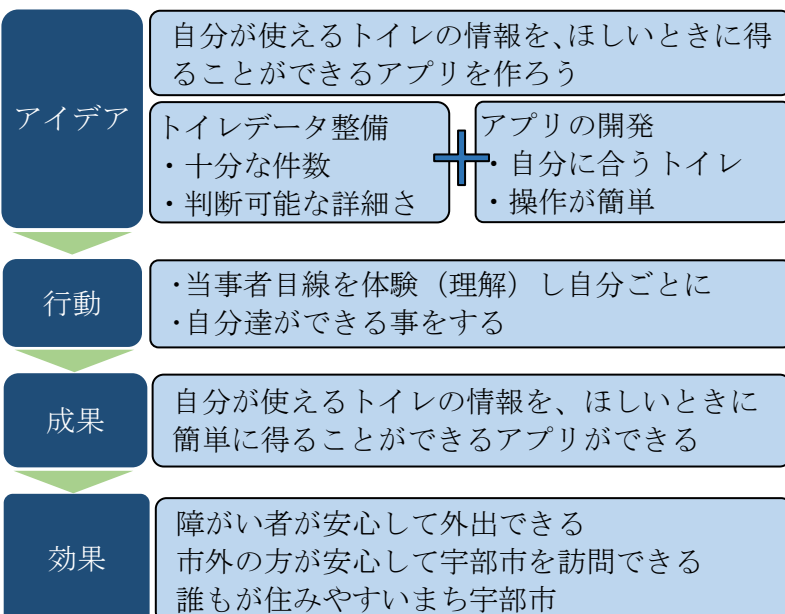 アイデア
自分が使えるトイレの情報を、ほしいときに得
ることができるアプリを作ろう
トイレデータ整備
・十分な件数
・判断可能な詳細さ
アプリの開発
・自分に合うトイレ
・操作が簡単
行動
・当事者目線を体験（理解）し自分ごとに
・自分達ができる事をする
成果
自分が使えるトイレの情報を、ほしいときに
簡単に得ることができるアプリができる
効果
障がい者が安心して外出できる
市外の方が安心して宇部市を訪問できる
誰もが住みやすいまち宇部市